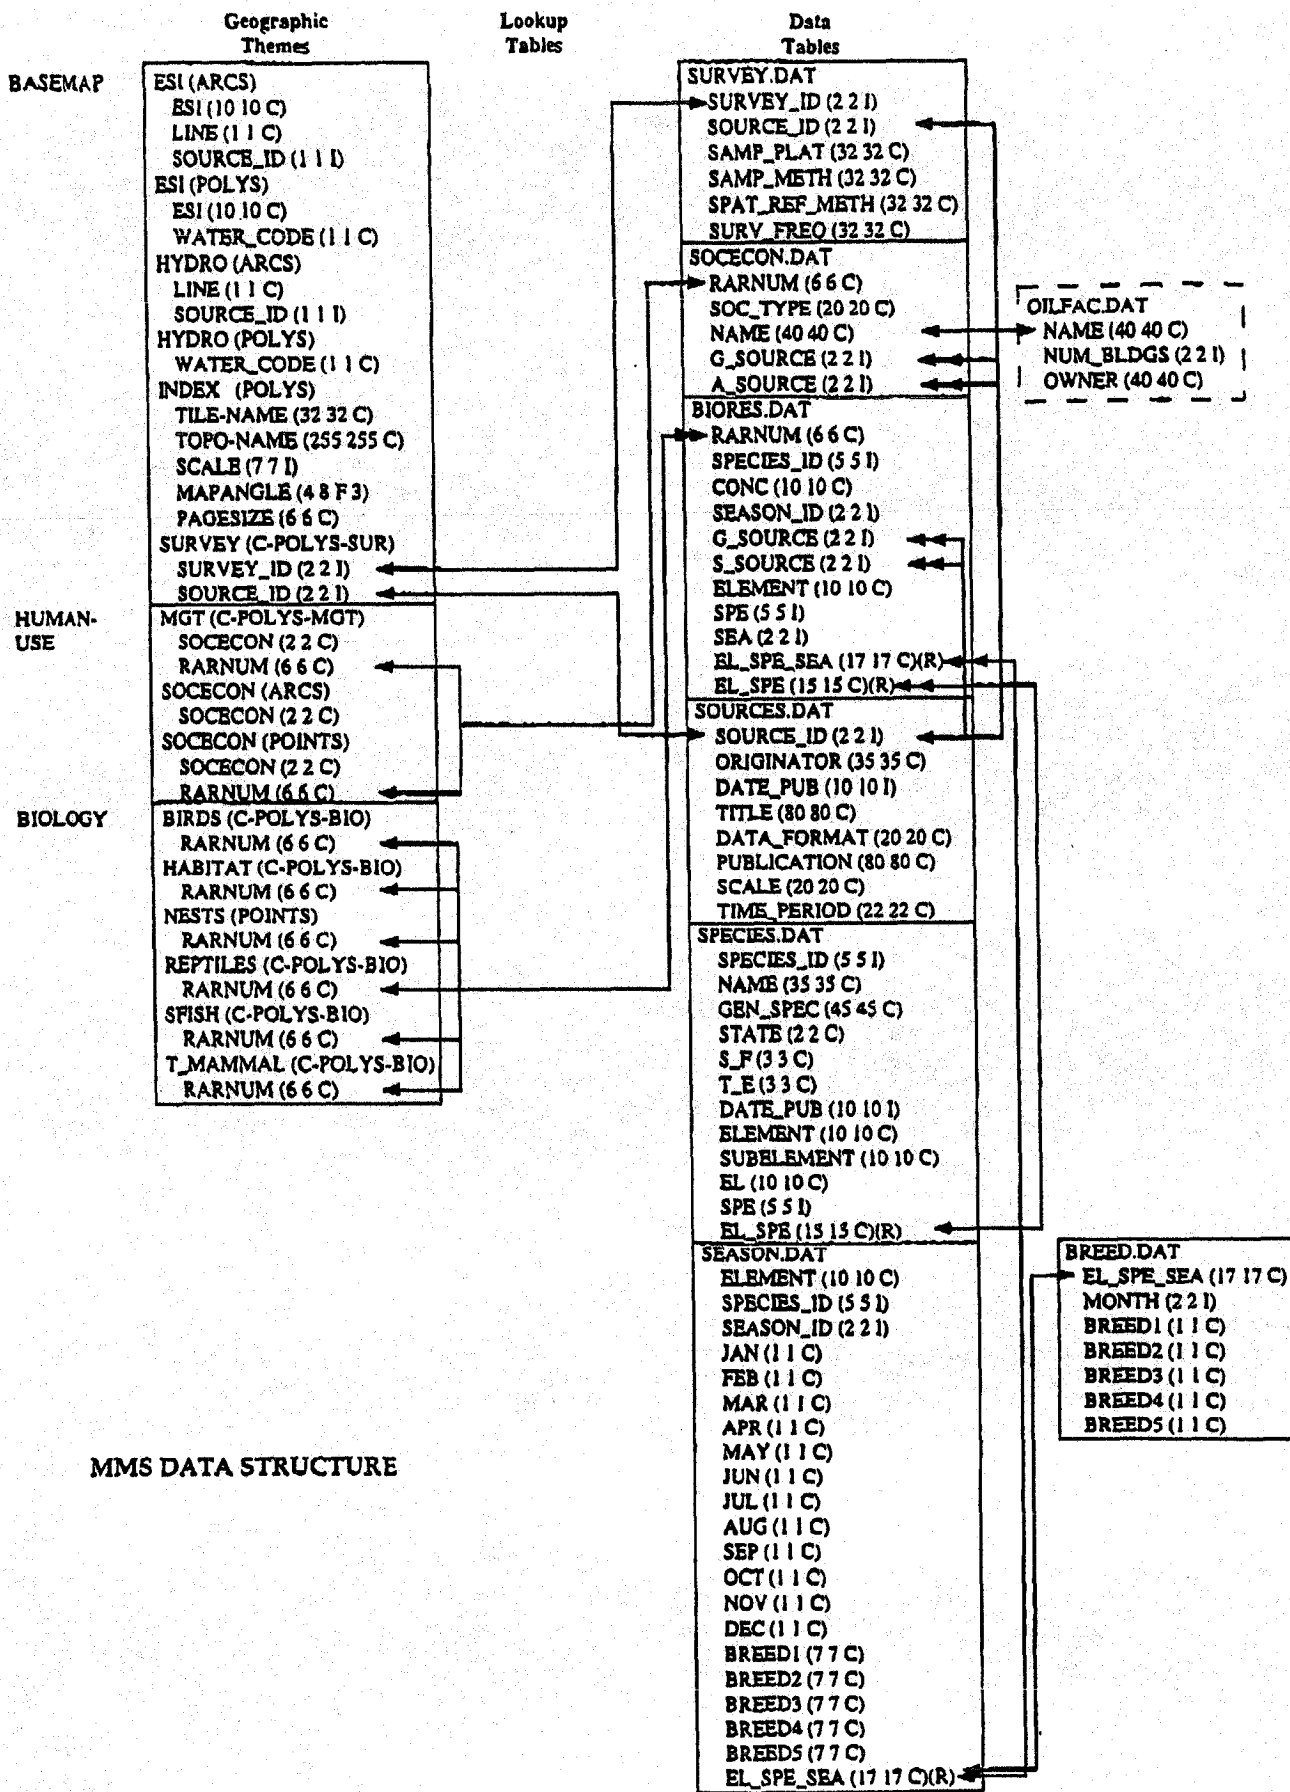 Geographic
Themes
Lookup
Tables
Data
Tables
BASEMAP
ESI (ARCS)
ESI (10 10 C)
LINE (1 1 C)
SOURCE_ID (1 1 I)
ESI (POLYS)
ESI (10 10 C)
WATER_CODE (1 1 C)
HYDRO (ARCS)
LINE (1 1 C)
SOURCE_ID (1 1 I)
HYDRO (POLYS)
WATER_CODE (1 1 C)
INDEX (POLYS)
TILE-NAME (32 32 C)
TOPO-NAME (255 255 C)
SCALE (7 7 I)
MAPANGLE (4 8 F 3)
PAGESIZE (6 6 C)
SURVEY (C-POLYS-SUR)
SURVEY_ID (2 2 I)
SOURCE_ID (2 2 I)
HUMAN-
USE
MGT (C-POLYS-MGT)
SOCECON (2 2 C)
RARNUM (6 6 C)
SOCECON (ARCS)
SOCECON (2 2 C)
SOCECON (POINTS)
SOCECON (2 2 C)
RARNUM (6 6 C)
BIOLOGY
BIRDS (C-POLYS-BIO)
RARNUM (6 6 C)
HABITAT (C-POLYS-BIO)
RARNUM (6 6 C)
NESTS (POINTS)
RARNUM (6 6 C)
REPTILES (C-POLYS-BIO)
RARNUM (6 6 C)
SFISH (C-POLYS-BIO)
RARNUM (6 6 C)
T_MAMMAL (C-POLYS-BIO)
RARNUM (6 6 C)
SURVEY.DAT
SURVEY_ID (2 2 I)
SOURCE_ID (2 2 I)
SAMP_PLAT (32 32 C)
SAMP_METH (32 32 C)
SPAT_REF_METH (32 32 C)
SURV_FREQ (32 32 C)
SOCECON.DAT
RARNUM (6 6 C)
SOC_TYPE (20 20 C)
NAME (40 40 C)
G_SOURCE (2 2 I)
A_SOURCE (2 2 I)
OILFAC.DAT
NAME (40 40 C)
NUM_BLDGS (2 2 I)
OWNER (40 40 C)
BIORES.DAT
RARNUM (6 6 C)
SPECIES_ID (5 5 I)
CONC (10 10 C)
SEASON_ID (2 2 I)
G_SOURCE (2 2 I)
S_SOURCE (2 2 I)
ELEMENT (10 10 C)
SPE (5 5 I)
SEA (2 2 I)
EL_SPE_SEA (17 17 C)(R)
EL_SPE (15 15 C)(R)
SOURCES.DAT
SOURCE_ID (2 2 I)
ORIGINATOR (35 35 C)
DATE_PUB (10 10 I)
TITLE (80 80 C)
DATA_FORMAT (20 20 C)
PUBLICATION (80 80 C)
SCALE (20 20 C)
TIME_PERIOD (22 22 C)
SPECIES.DAT
SPECIES_ID (5 5 I)
NAME (35 35 C)
GEN_SPEC (45 45 C)
STATE (2 2 C)
S_F (3 3 C)
T_E (3 3 C)
DATE_PUB (10 10 I)
ELEMENT (10 10 C)
SUBELEMENT (10 10 C)
EL (10 10 C)
SPE (5 5 I)
EL_SPE (15 15 C)(R)
SEASON.DAT
ELEMENT (10 10 C)
SPECIES_ID (5 5 I)
SEASON_ID (2 2 I)
JAN (1 1 C)
FEB (1 1 C)
MAR (1 1 C)
APR (1 1 C)
MAY (1 1 C)
JUN (1 1 C)
JUL (1 1 C)
AUG (1 1 C)
SEP (1 1 C)
OCT (1 1 C)
NOV (1 1 C)
DEC (1 1 C)
BREED1 (7 7 C)
BREED2 (7 7 C)
BREED3 (7 7 C)
BREED4 (7 7 C)
BREED5 (7 7 C)
EL_SPE_SEA (17 17 C)(R)
BREED.DAT
EL_SPE_SEA (17 17 C)
MONTH (2 2 I)
BREED1 (1 1 C)
BREED2 (1 1 C)
BREED3 (1 1 C)
BREED4 (1 1 C)
BREED5 (1 1 C)
MMS DATA STRUCTURE